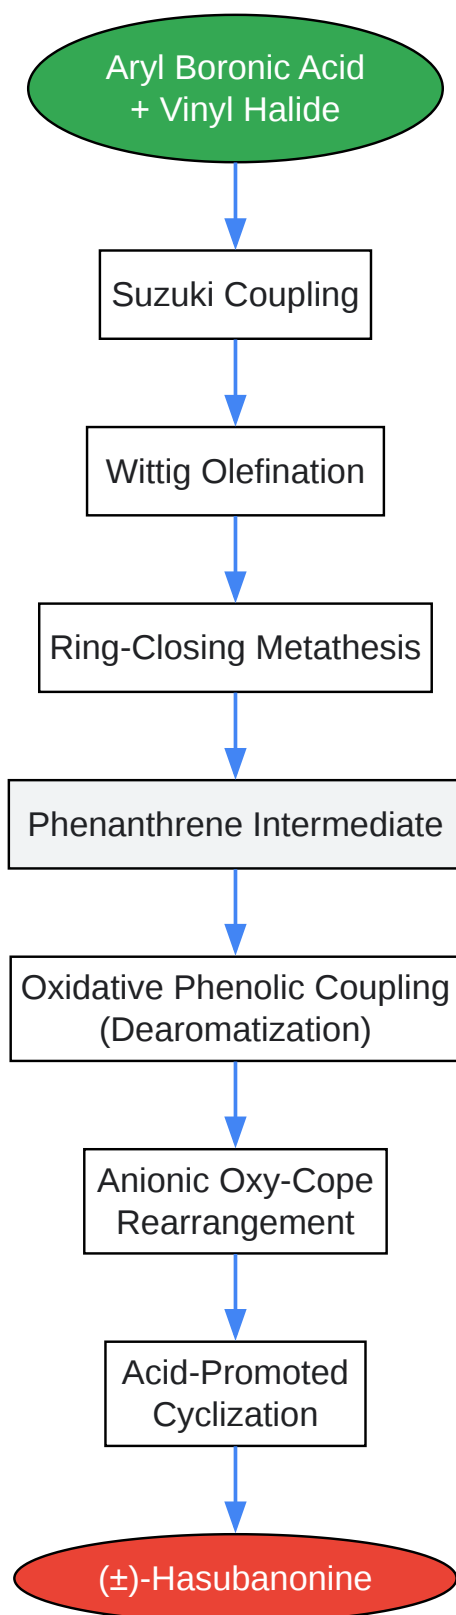 Aryl Boronic Acid
+ Vinyl Halide
Suzuki Coupling
Wittig Olefination
Ring-Closing Metathesis
Phenanthrene Intermediate
Oxidative Phenolic Coupling
(Dearomatization)
Anionic Oxy-Cope
Rearrangement
Acid-Promoted
Cyclization
(±)-Hasubanonine